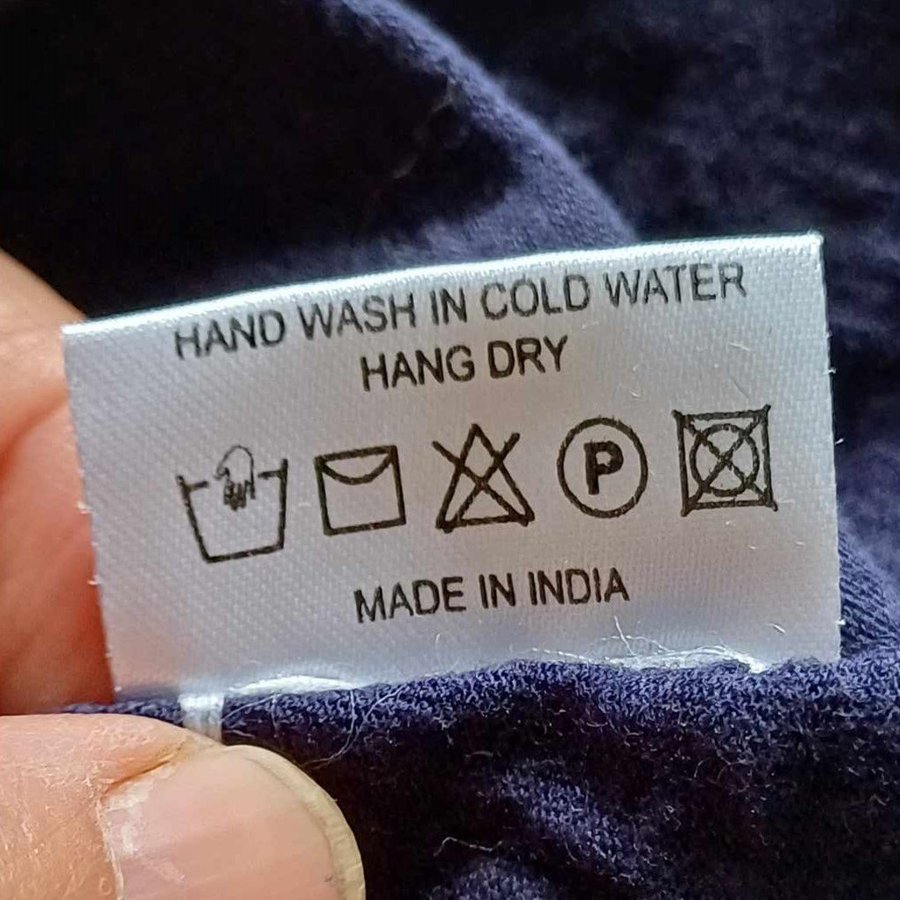 HAND WASH IN COLD WATER
HANG DRY
P
MADE IN INDIA